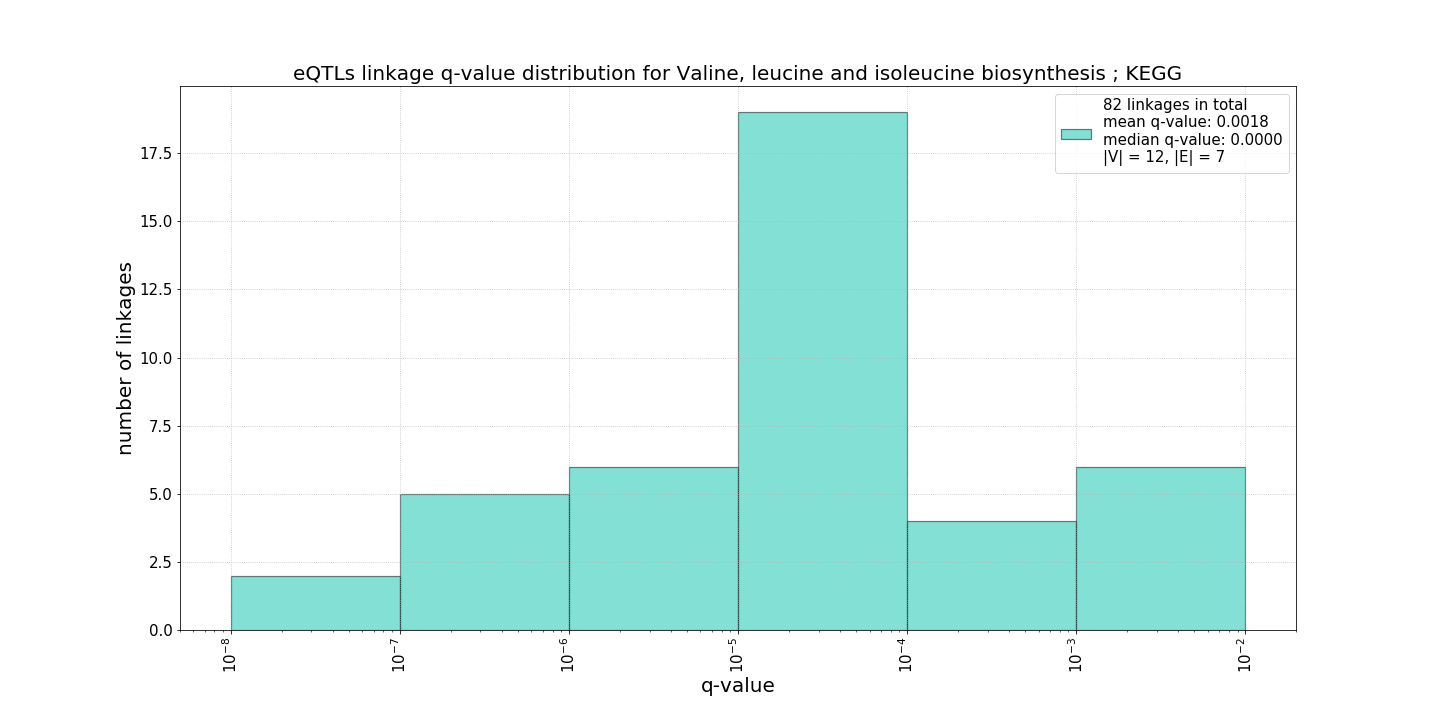 eQTLs linkage q-value distribution for Valine, leucine and isoleucine biosynthesis ; KEGG
82 linkages in total
mean q-value: 0.0018
median q-value: 0.0000
|V| = 12, |E| = 7
number of linkages
17.5
15.0
12.5
10.0
7.5
5.0
2.5
0.0
10⁻⁸
10⁻⁷
10⁻⁶
10⁻⁵
10⁻⁴
10⁻³
10⁻²
q-value